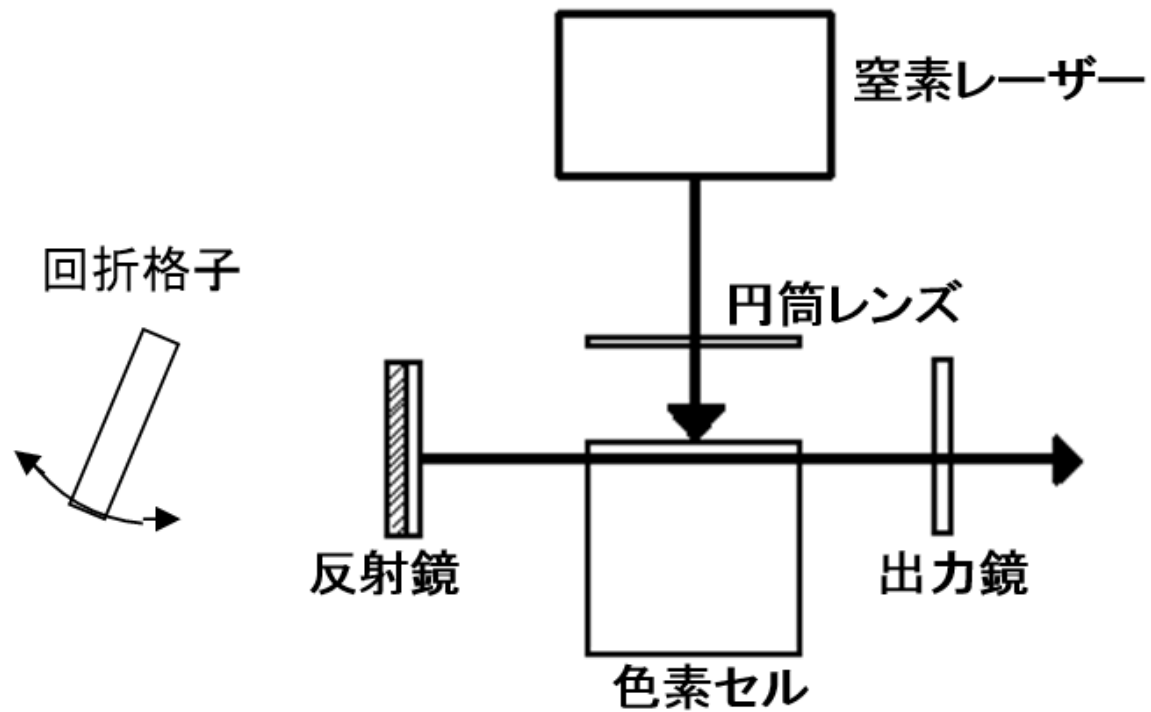 窒素レーザー
回折格子
円筒レンズ
反射鏡
出力鏡
色素セル